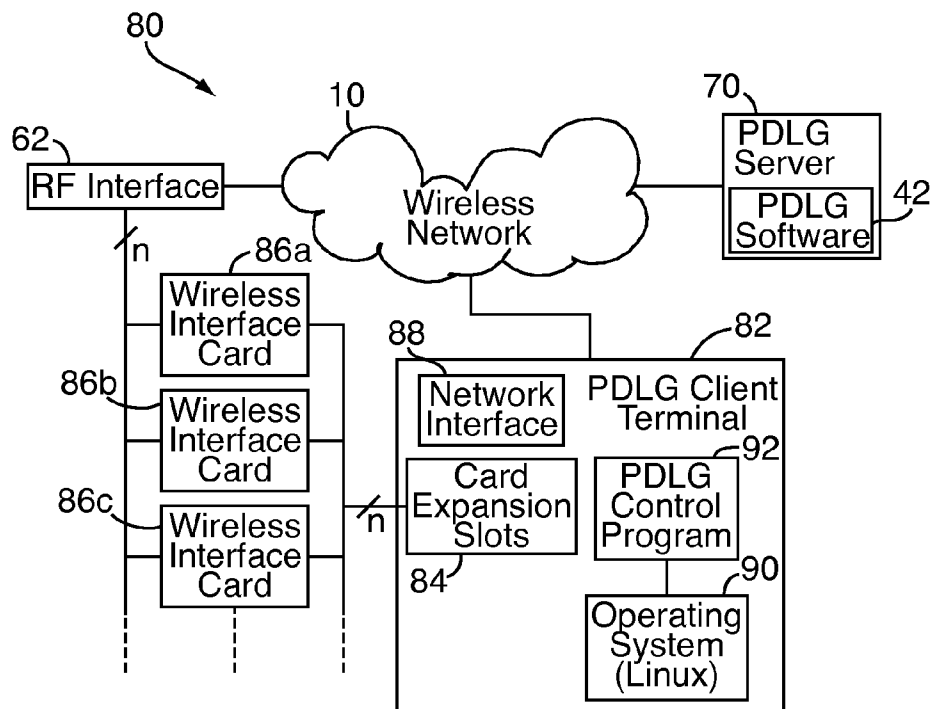 80
10
70
62
RF Interface
PDLG
Server
PDLG
Software
42
Wireless
Network
n
86a
Wireless
Interface
Card
86b
Wireless
Interface
Card
86c
Wireless
Interface
Card
n
82
88
Network
Interface
PDLG Client
Terminal
92
Card
Expansion
Slots
84
PDLG
Control
Program
90
Operating
System
(Linux)